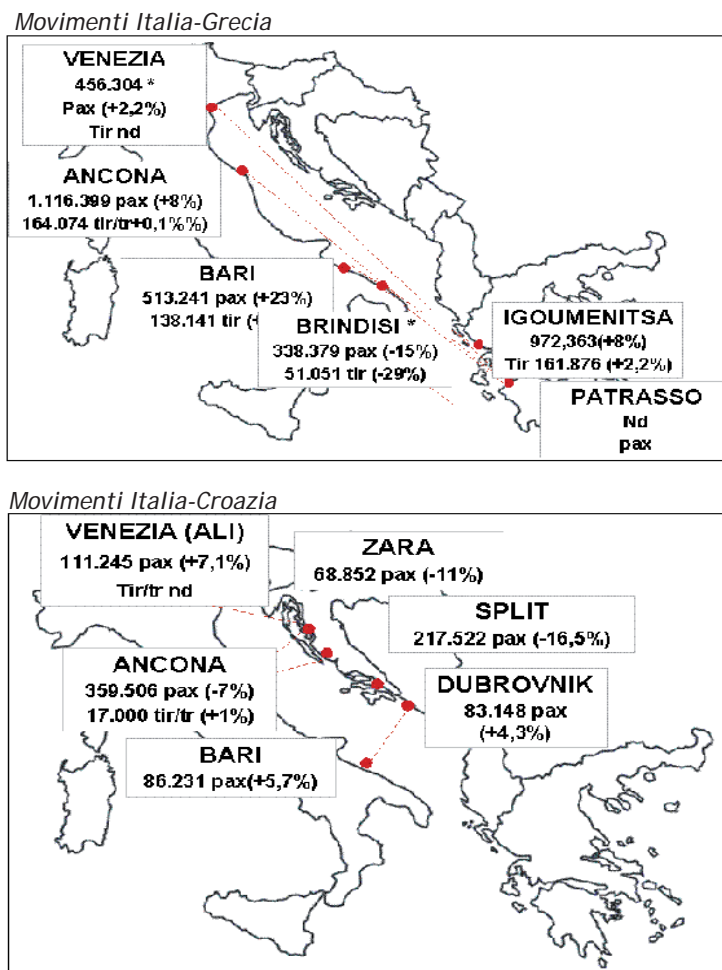 Movimenti Italia-Grecia
VENEZIA
456.304 *
Pax (+2,2%)
Tir nd
ANCONA
1.116.399 pax (+8%)
164.074 tir/tr+0,1%%)
BARI
513.241 pax (+23%)
138.141 tir (+
BRINDISI *
338.379 pax (-15%)
51.051 tir (-29%)
IGOUMENITSA
972,363(+8%)
Tir 161.876 (+2,2%)
PATRASSO
Nd
pax
Movimenti Italia-Croazia
VENEZIA (ALI)
111.245 pax (+7,1%)
Tir/tr nd
ZARA
68.852 pax (-11%)
SPLIT
217.522 pax (-16,5%)
ANCONA
359.506 pax (-7%)
17.000 tir/tr (+1%)
DUBROVNIK
83.148 pax
(+4,3%)
BARI
86.231 pax(+5,7%)